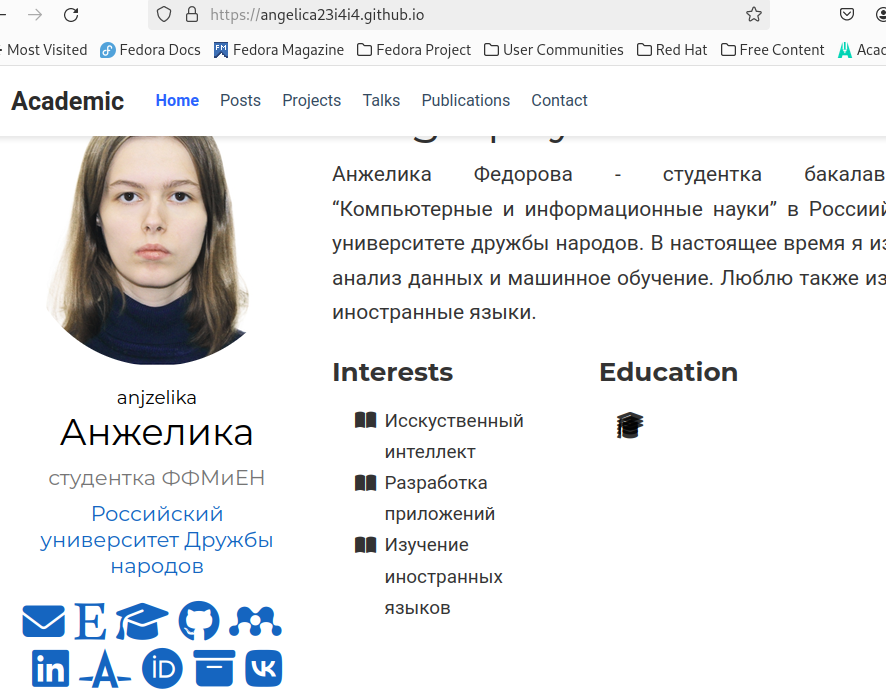 https://angelica23i4i4.github.io
Most Visited Fedora Docs Fedora Magazine Fedora Project User Communities Red Hat Free Content Acad
Academic Home Posts Projects Talks Publications Contact
Анжелика Федорова - студентка бакалав
“Компьютерные и информационные науки” в Россиий
университете дружбы народов. В настоящее время я из
анализ данных и машинное обучение. Люблю также из
иностранные языки.
anjzelika
Анжелика
студентка ФФМиЕН
Российский
университет Дружбы
народов
Interests
Исскуственный
интеллект
Разработка
приложений
Изучение
иностранных
языков
Education